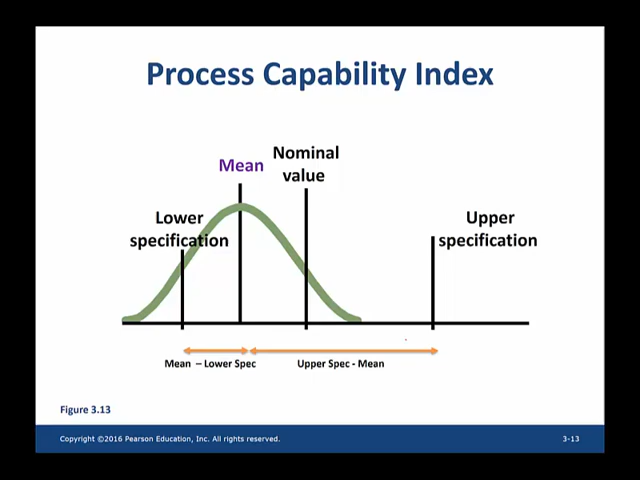 Process Capability Index
Nominal
value
Mean
Lower
specification
Upper
specification
Mean – Lower Spec
Upper Spec - Mean
Figure 3.13
Copyright ©2016 Pearson Education, Inc. All rights reserved.
3-13